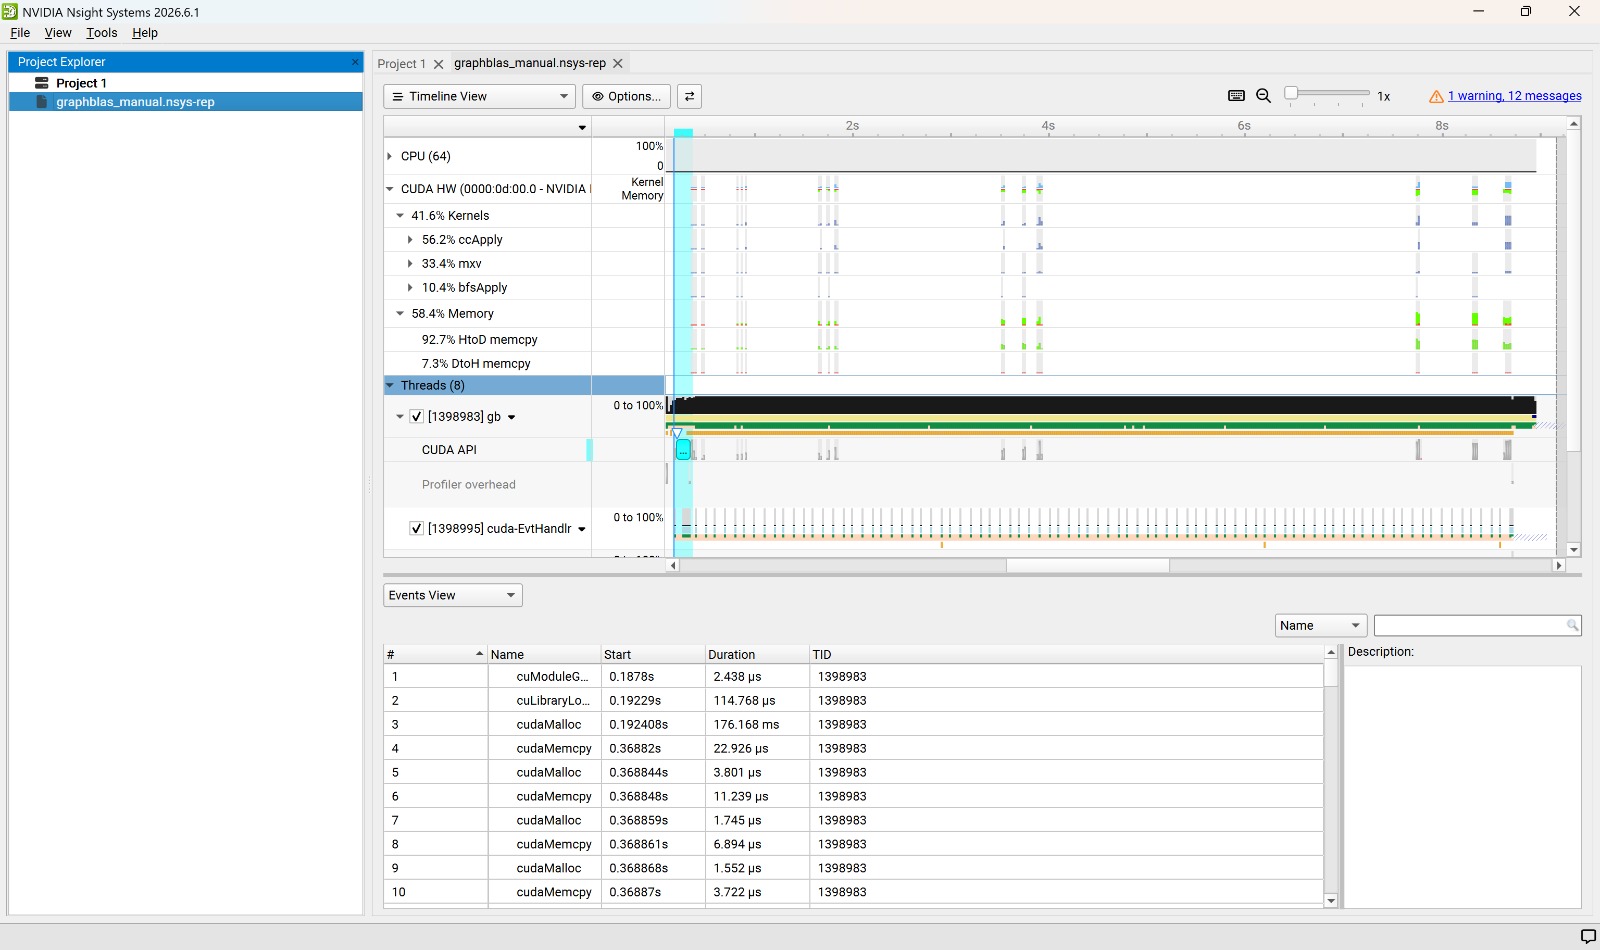 NVIDIA Nsight Systems 2026.6.1
File View Tools Help
Project Explorer
Project 1
graphblas_manual.nsys-rep
Project 1 graphblas_manual.nsys-rep
Timeline View Options... 1x 1 warning, 12 messages
2s 4s 6s 8s
CPU (64) 100%
0
CUDA HW (0000:0d:00.0 - NVIDIA Kernel
Memory
41.6% Kernels
56.2% ccApply
33.4% mxv
10.4% bfsApply
58.4% Memory
92.7% HtoD memcpy
7.3% DtoH memcpy
Threads (8)
[1398983] gb 0 to 100%
CUDA API ...
Profiler overhead
[1398995] cuda-EvtHandlr 0 to 100%
Events View
Name
# Name Start Duration TID
Description:
1 cuModuleG... 0.1878s 2.438 μs 1398983
2 cuLibraryLo... 0.19229s 114.768 μs 1398983
3 cudaMalloc 0.192408s 176.168 ms 1398983
4 cudaMemcpy 0.36882s 22.926 μs 1398983
5 cudaMalloc 0.368844s 3.801 μs 1398983
6 cudaMemcpy 0.368848s 11.239 μs 1398983
7 cudaMalloc 0.368859s 1.745 μs 1398983
8 cudaMemcpy 0.368861s 6.894 μs 1398983
9 cudaMalloc 0.368868s 1.552 μs 1398983
10 cudaMemcpy 0.36887s 3.722 μs 1398983